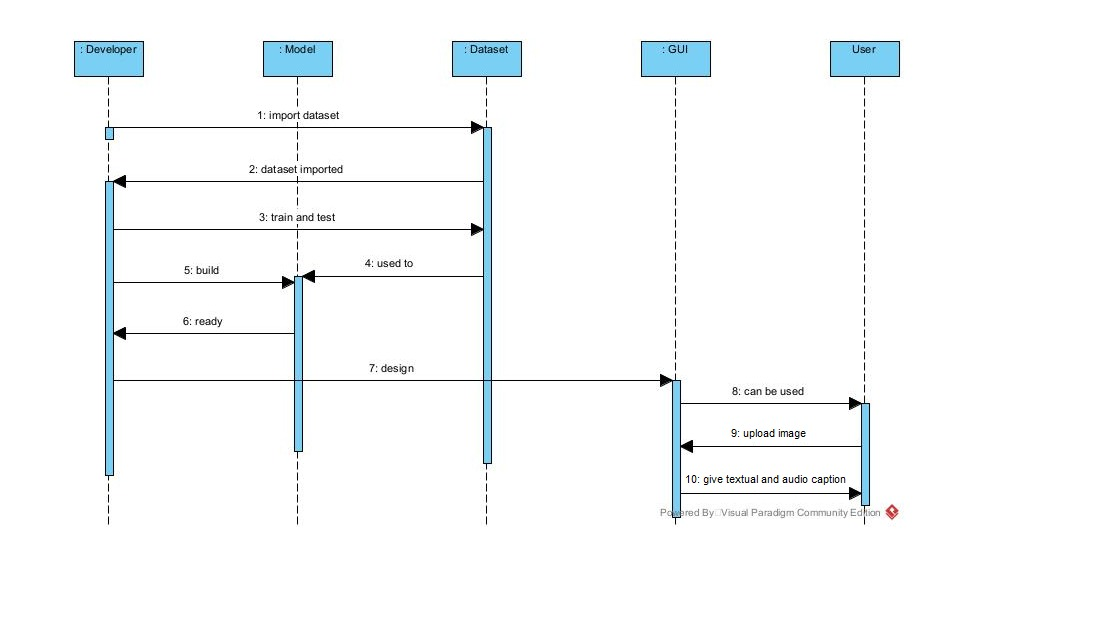 : Developer
: Model
: Dataset
: GUI
User
1: import dataset
2: dataset imported
3: train and test
4: used to
5: build
6: ready
7: design
8: can be used
9: upload image
10: give textual and audio caption
Powered By Visual Paradigm Community Edition